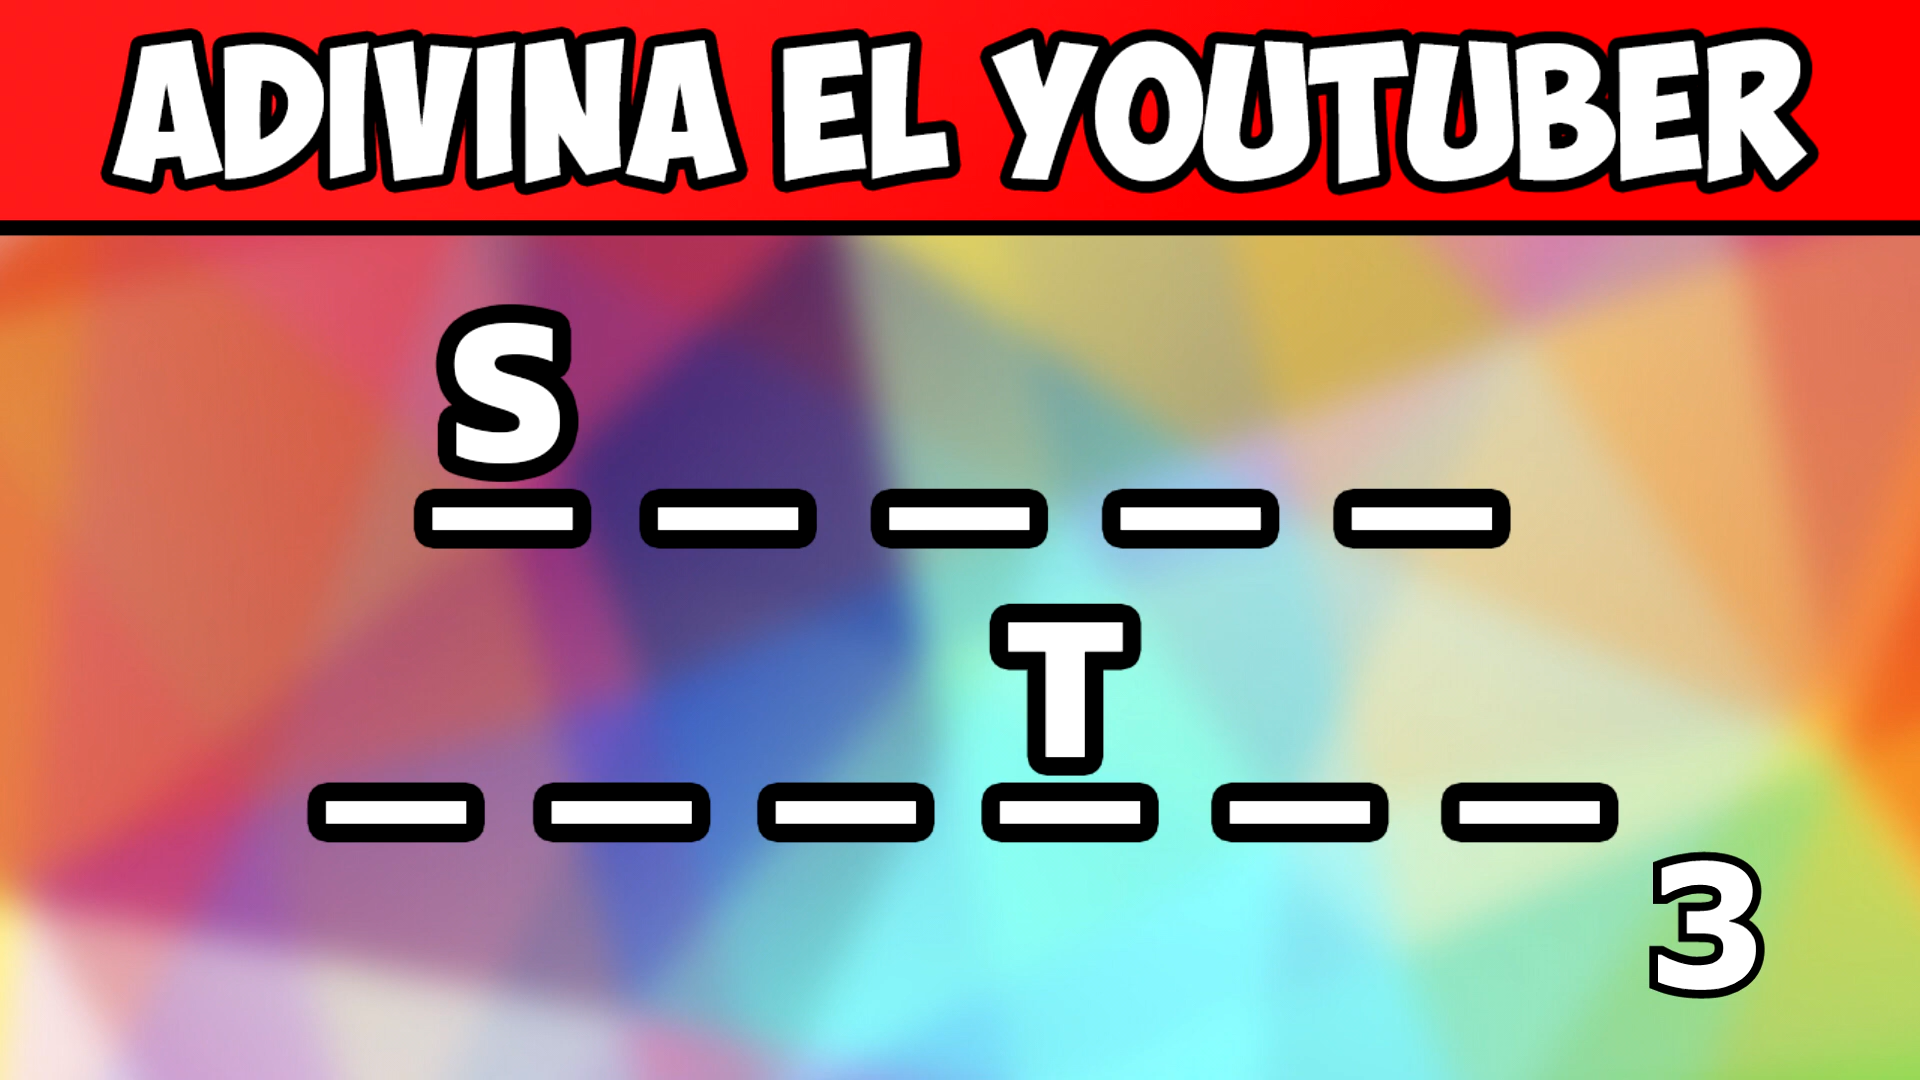 ADIVINA EL YOUTUBER
S _ _ _ _
_ _ _ T _ _
3